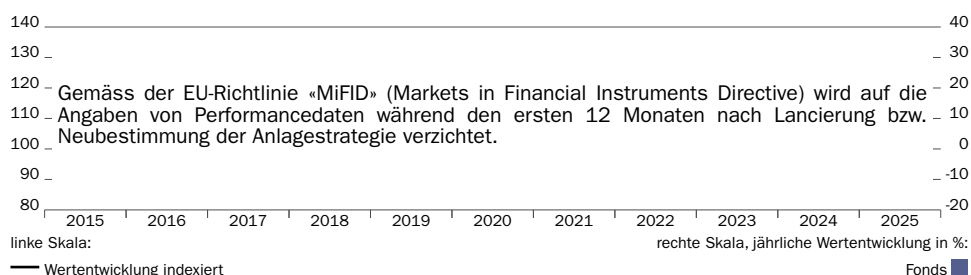 140 40
130 30
120 20
Gemäss der EU-Richtlinie «MiFID» (Markets in Financial Instruments Directive) wird auf die
110 Angaben von Performancedaten während den ersten 12 Monaten nach Lancierung bzw. 10
Neubestimmung der Anlagestrategie verzichtet.
100 0
90 -10
80 -20
2015 2016 2017 2018 2019 2020 2021 2022 2023 2024 2025
linke Skala: rechte Skala, jährliche Wertentwicklung in %:
Wertentwicklung indexiert Fonds